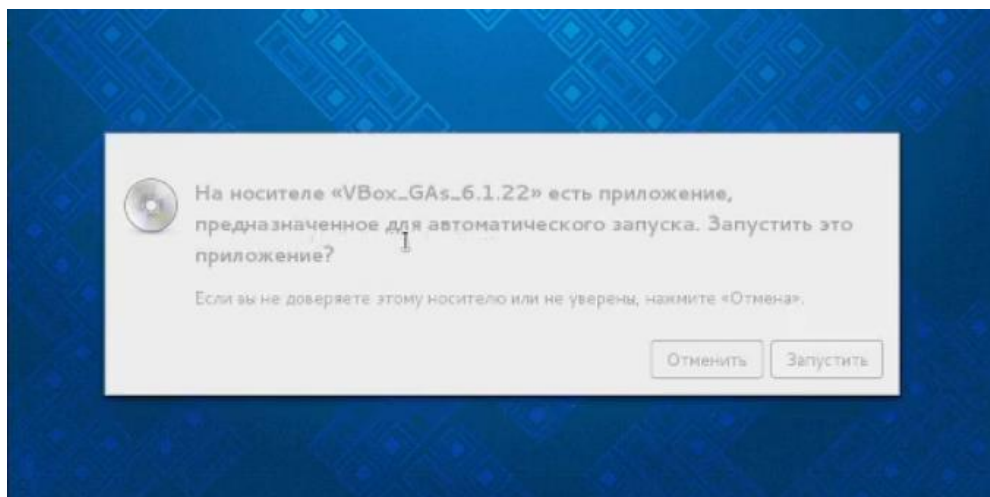 На носителе «VBox_GAs_6.1.22» есть приложение,
предназначенное для автоматического запуска. Запустить это
приложение?
Если вы не доверяете этому носителю или не уверены, нажмите «Отмена».
Отменить
Запустить